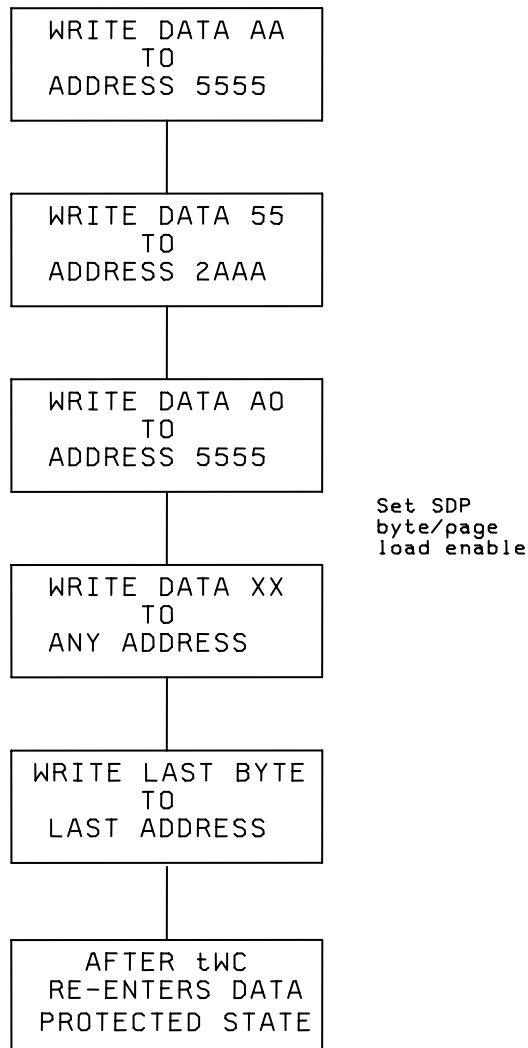 WRITE DATA AA
TO
ADDRESS 5555
WRITE DATA 55
TO
ADDRESS 2AAA
WRITE DATA A0
TO
ADDRESS 5555
Set SDP
byte/page
load enable
WRITE DATA XX
TO
ANY ADDRESS
WRITE LAST BYTE
TO
LAST ADDRESS
AFTER tWC
RE-ENTERS DATA
PROTECTED STATE